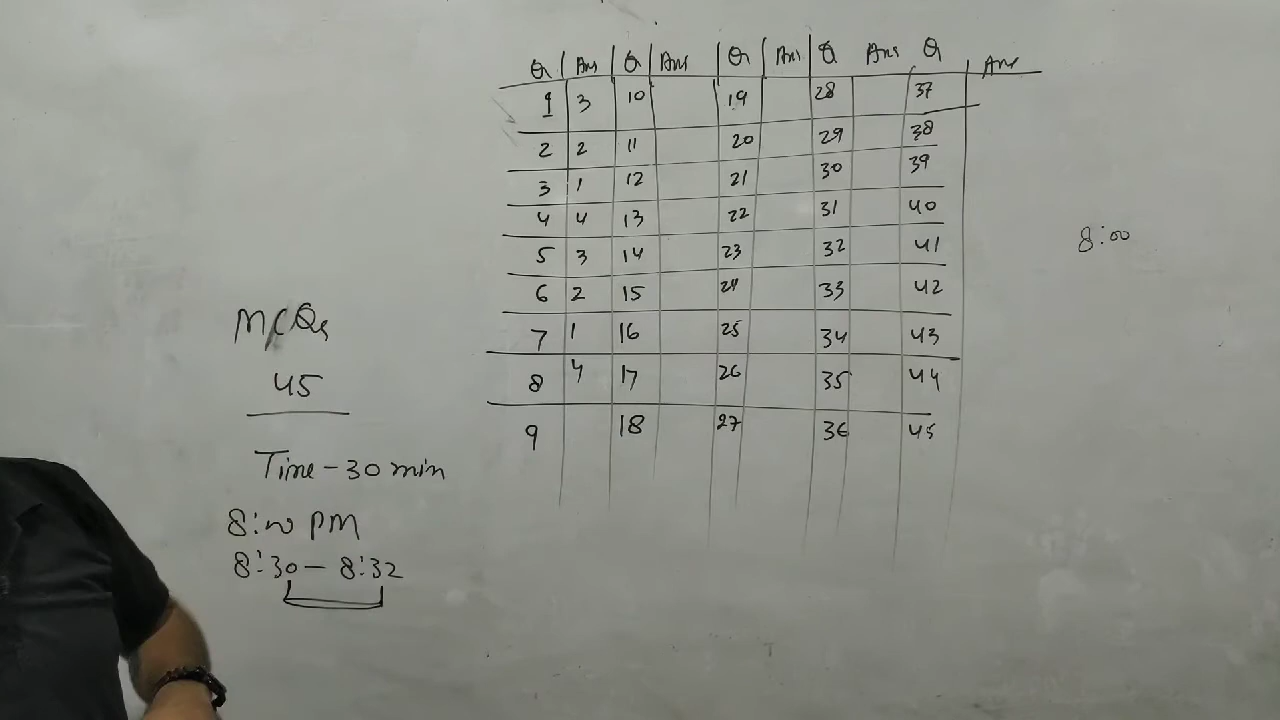 Q Ans Q Ans Q Ans Q Ans Q Ans
1 3 10 19 28 37
2 2 11 20 29 38
3 1 12 21 30 39
4 4 13 22 31 40
5 3 14 23 32 41
6 2 15 24 33 42
7 1 16 25 34 43
8 4 17 26 35 44
9 18 27 36 45
MCQs
45
Time - 30 min
8:00 PM
8:30 - 8:32
8:00